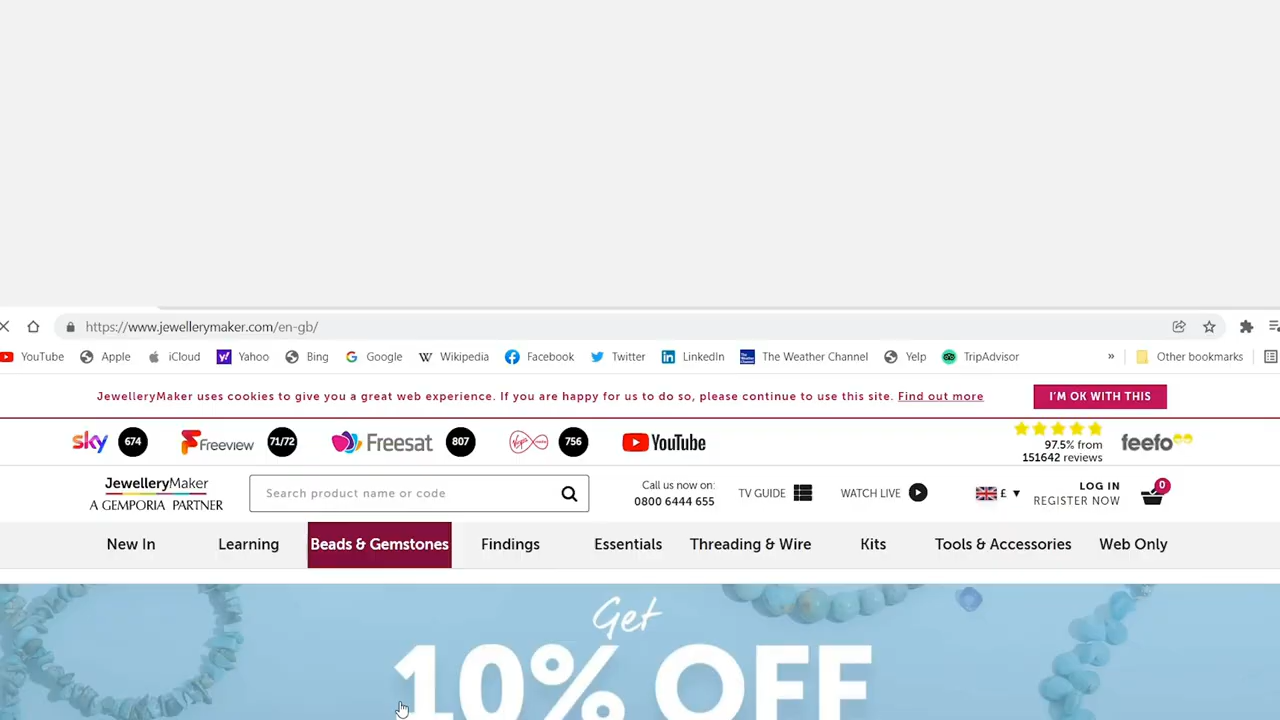 https://www.jewellerymaker.com/en-gb/
YouTube Apple iCloud Yahoo Bing Google Wikipedia Facebook Twitter LinkedIn The Weather Channel Yelp TripAdvisor » Other bookmarks
JewelleryMaker uses cookies to give you a great web experience. If you are happy for us to do so, please continue to use this site. Find out more I'M OK WITH THIS
sky 674 Freeview 71/72 freesat 807 Virgin media 756 YouTube 97.5% from feefo
151642 reviews
JewelleryMaker
A GEMPORIA PARTNER
Search product name or code
Call us now on:
0800 6444 655
TV GUIDE WATCH LIVE £ ▼
LOG IN
REGISTER NOW
0
New In Learning Beads & Gemstones Findings Essentials Threading & Wire Kits Tools & Accessories Web Only
Get
10% OFF